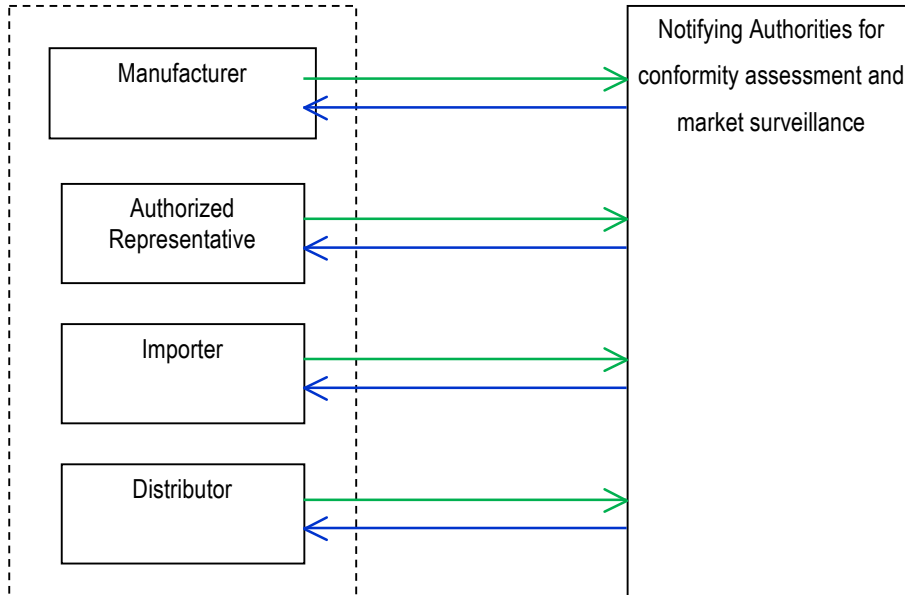 Manufacturer
Notifying Authorities for
conformity assessment and
market surveillance
Authorized
Representative
Importer
Distributor